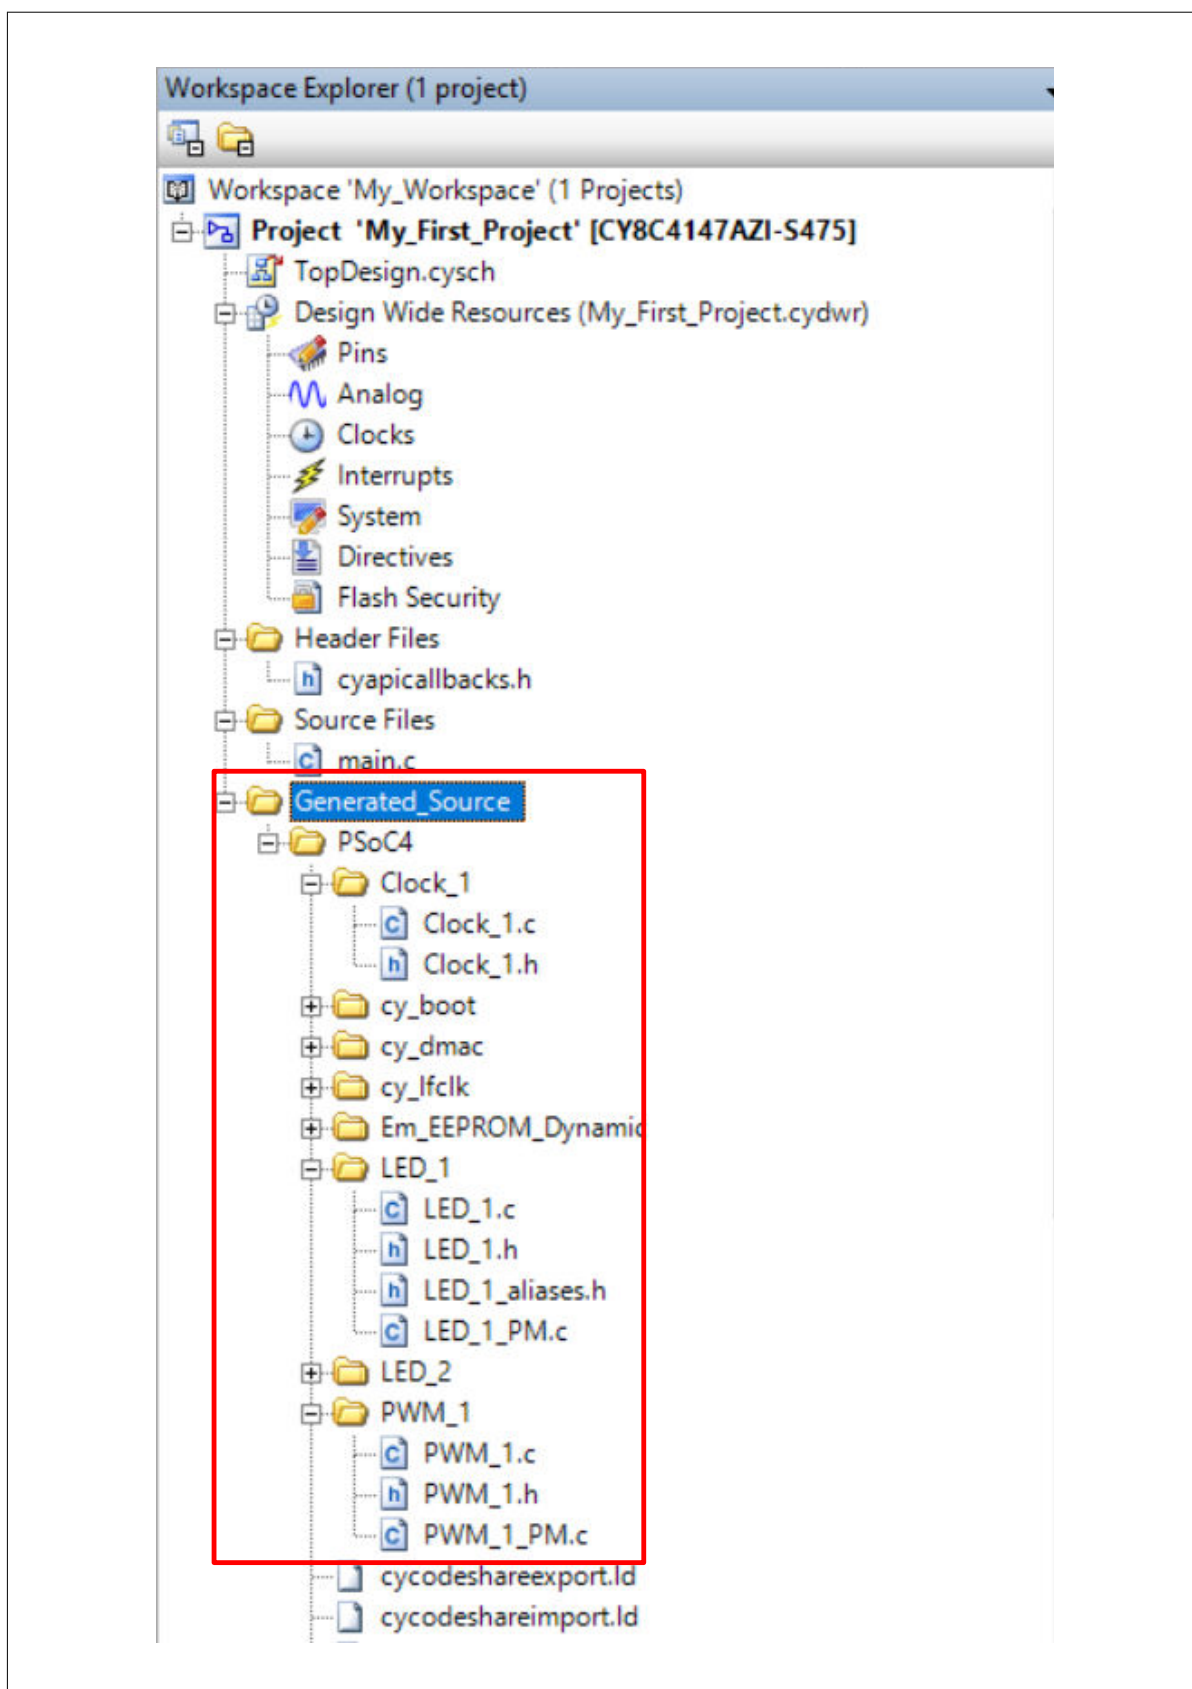 Workspace Explorer (1 project)
Workspace 'My_Workspace' (1 Projects)
Project 'My_First_Project' [CY8C4147AZI-S475]
TopDesign.cysch
Design Wide Resources (My_First_Project.cydwr)
Pins
Analog
Clocks
Interrupts
System
Directives
Flash Security
Header Files
cyapicallbacks.h
Source Files
main.c
Generated_Source
PSoC4
Clock_1
Clock_1.c
Clock_1.h
cy_boot
cy_dmac
cy_lfclk
Em_EEPROM_Dynamic
LED_1
LED_1.c
LED_1.h
LED_1_aliases.h
LED_1_PM.c
LED_2
PWM_1
PWM_1.c
PWM_1.h
PWM_1_PM.c
cycodeshareexport.ld
cycodeshareimport.ld